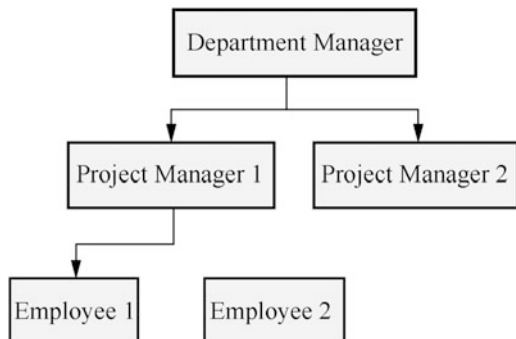 Department Manager
Project Manager 1
Project Manager 2
Employee 1
Employee 2